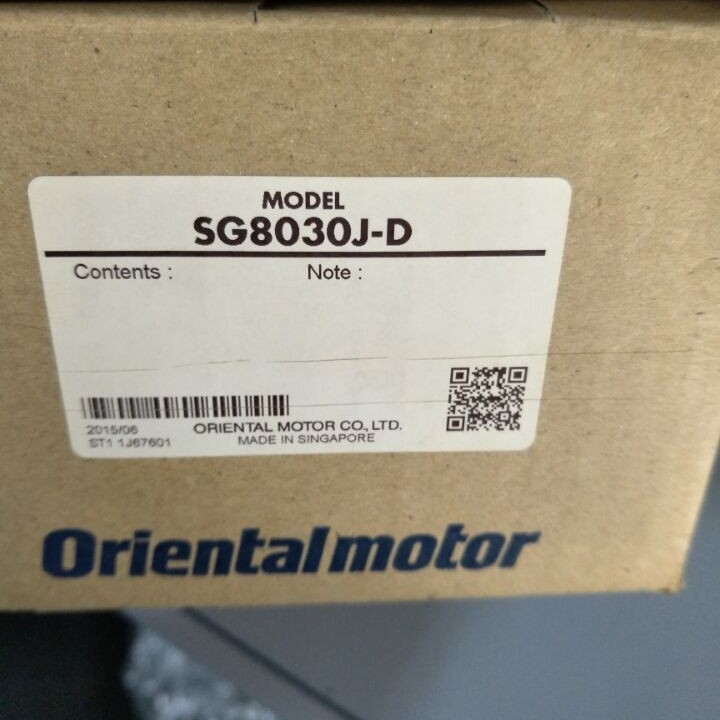 MODEL
SG8030J-D
Contents : Note :
2015/06
ST1 1J67601
ORIENTAL MOTOR CO., LTD.
MADE IN SINGAPORE
Orientalmotor